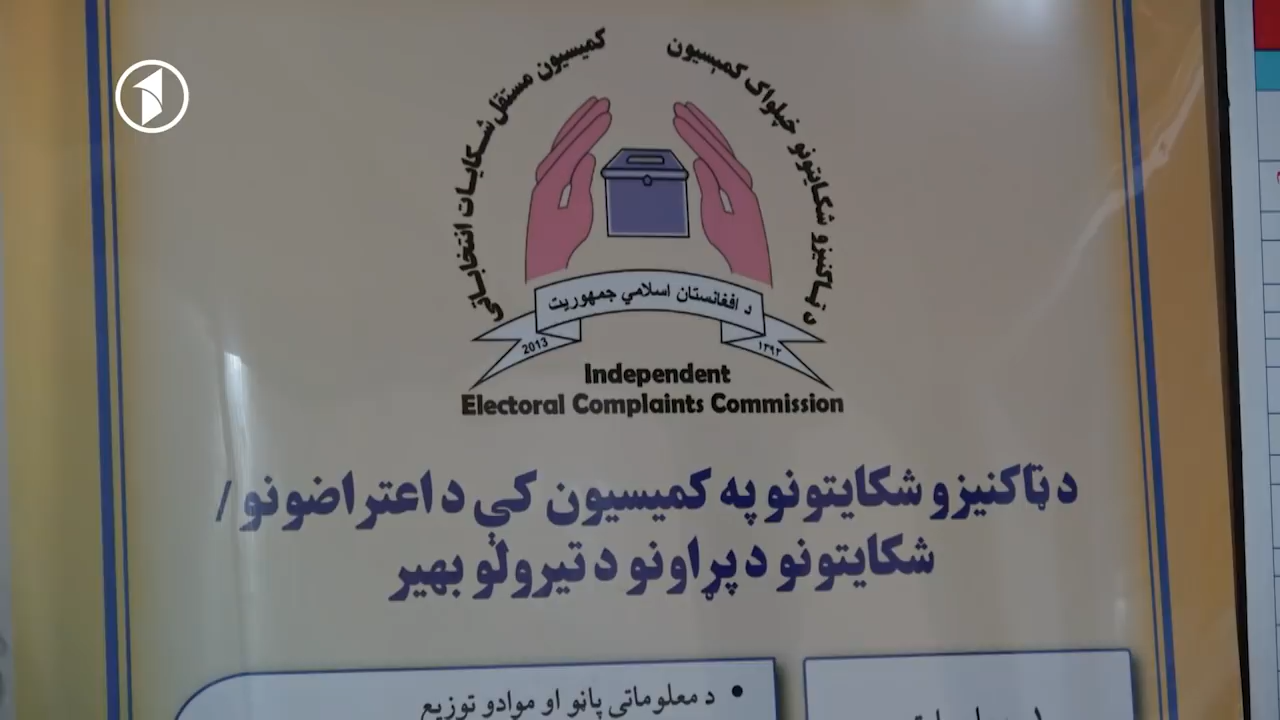 د ټاکنیزو شکایتونو خپلواک کمیسیون
کمیسیون مستقل شکایات انتخاباتی
د افغانستان اسلامي جمهوریت
2013
۱۳۹۲
Independent
Electoral Complaints Commission
د ټاکنیزو شکایتونو په کمیسیون کې د اعتراضونو /
شکایتونو د پړاونو د تیرولو بهیر
• د معلوماتي پاڼو او موادو توزیع